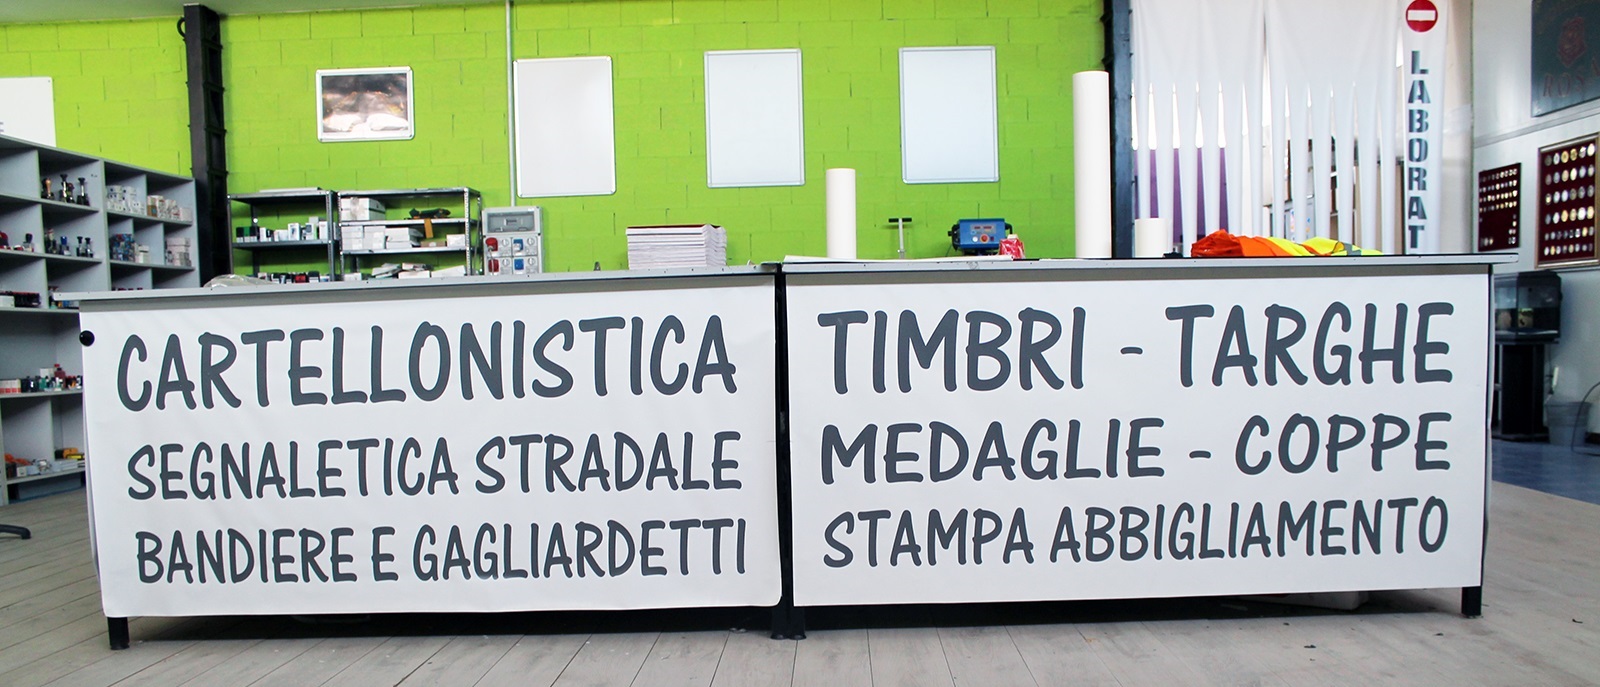 CARTELLONISTICA
SEGNALETICA STRADALE
BANDIERE E GAGLIARDETTI
TIMBRI - TARGHE
MEDAGLIE - COPPE
STAMPA ABBIGLIAMENTO
LABORAT